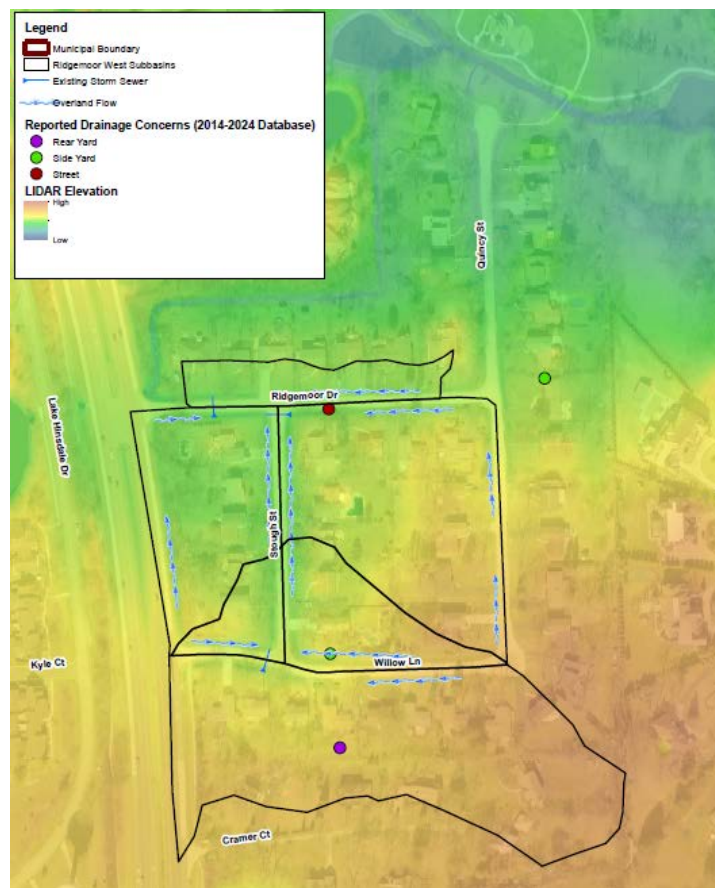 Legend
Municipal Boundary
Ridgemoor West Subbasins
Existing Storm Sewer
Overland Flow
Reported Drainage Concerns (2014-2024 Database)
Rear Yard
Side Yard
Street
LIDAR Elevation
High
Low
Quincy St
Ridgemoor Dr
Lake Hinsdale Dr
Stough St
Kyle Ct
Willow Ln
Cramer Ct